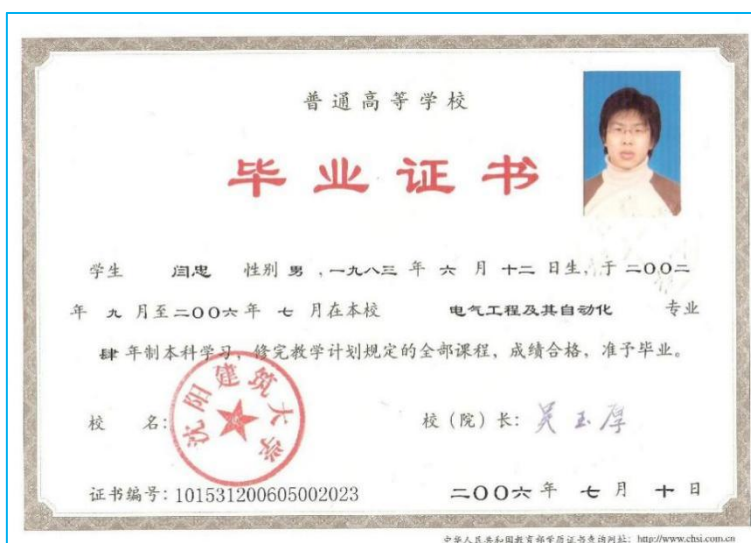 普通高等学校
毕业证书
学生 闫忠 性别 男 ,一九八三 年 六 月 十二 日生, 于 二OO二
年 九 月至 二OO六 年 七 月在本校 电气工程及其自动化 专业
肆 年制本科学习, 修完教学计划规定的全部课程, 成绩合格, 准予毕业。
沈阳建筑大学
校 名: 校(院)长: 吴玉厚
证书编号: 101531200605002023 二OO六 年 七 月 十 日
中华人民共和国教育部学历证书查询网址: http://www.chsi.com.cn